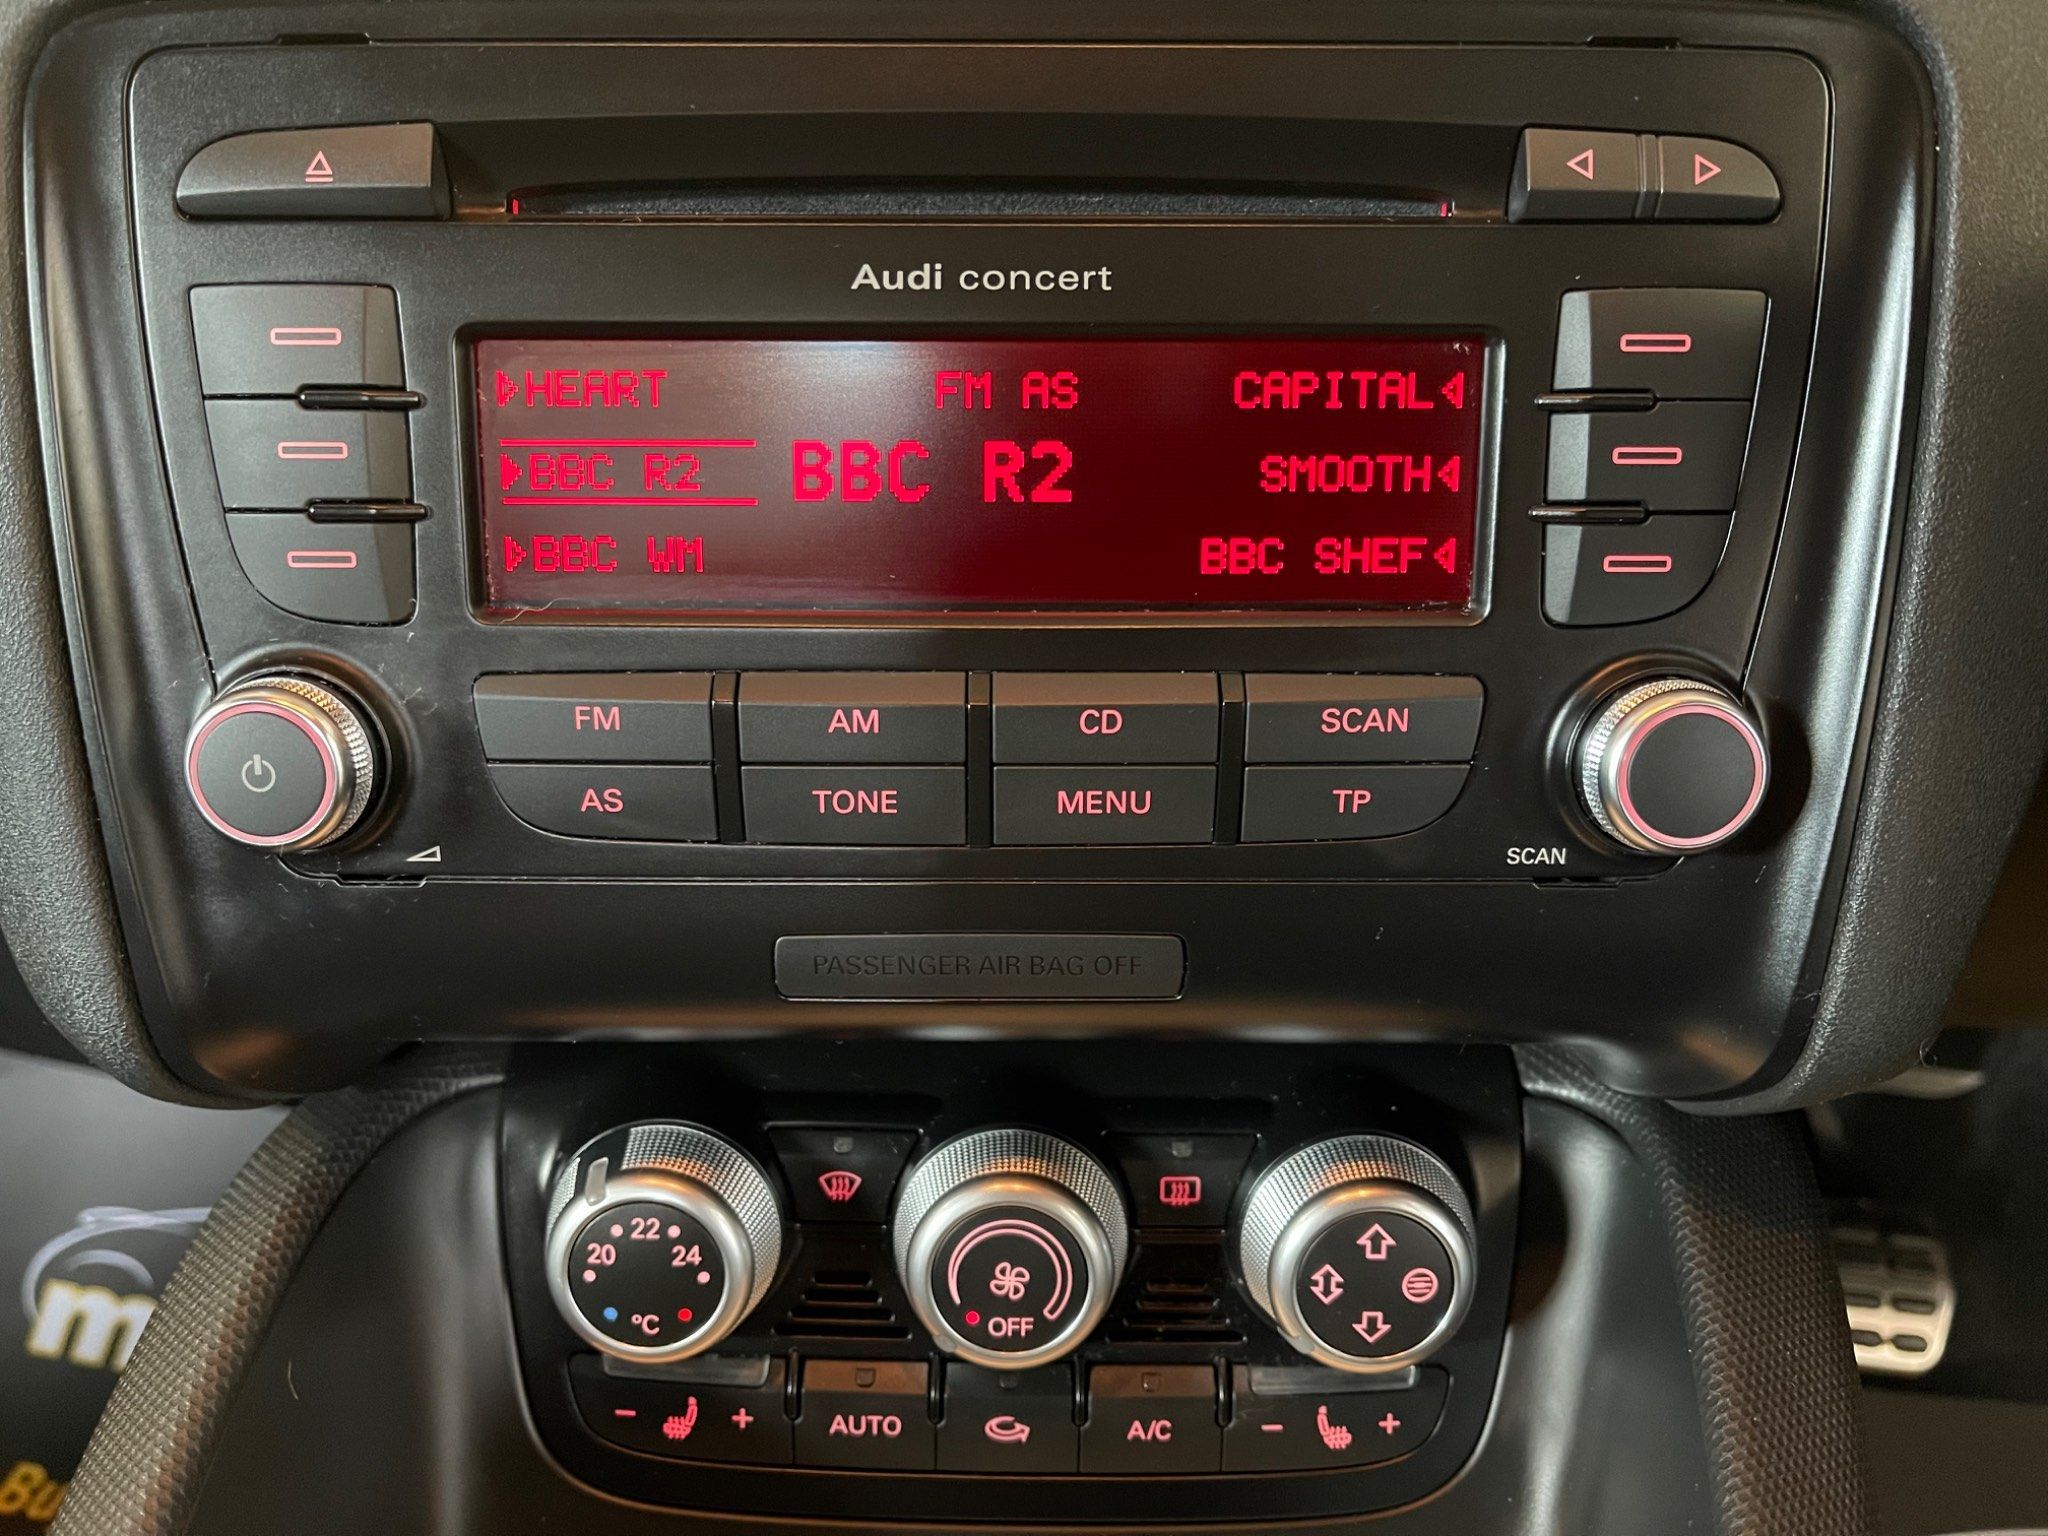 Audi concert
HEART FM AS CAPITAL
BBC R2 BBC R2 SMOOTH
BBC WM BBC SHEF
FM AM CD SCAN
AS TONE MENU TP
SCAN
PASSENGER AIR BAG OFF
20 22 24
°C
OFF
- + AUTO A/C - +